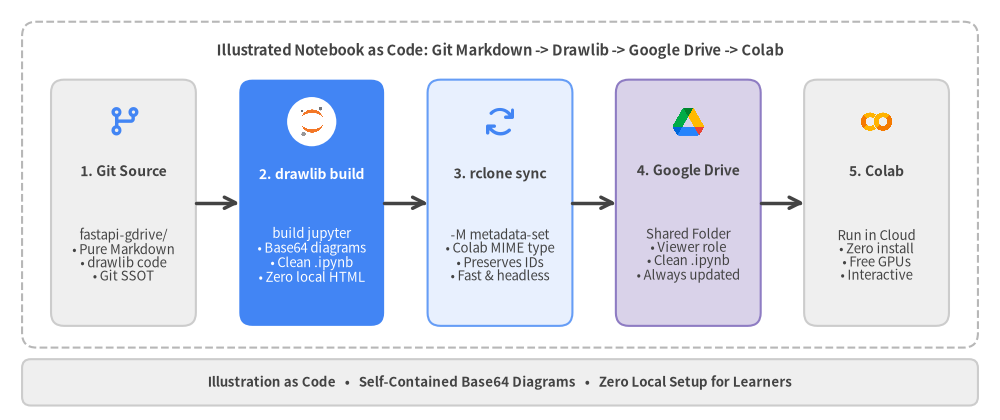 Illustrated Notebook as Code: Git Markdown -> Drawlib -> Google Drive -> Colab
1. Git Source
fastapi-gdrive/
• Pure Markdown
• drawlib code
• Git SSOT
2. drawlib build
build jupyter
• Base64 diagrams
• Clean .ipynb
• Zero local HTML
3. rclone sync
-M metadata-set
• Colab MIME type
• Preserves IDs
• Fast & headless
4. Google Drive
Shared Folder
• Viewer role
• Clean .ipynb
• Always updated
5. Colab
Run in Cloud
• Zero install
• Free GPUs
• Interactive
Illustration as Code • Self-Contained Base64 Diagrams • Zero Local Setup for Learners